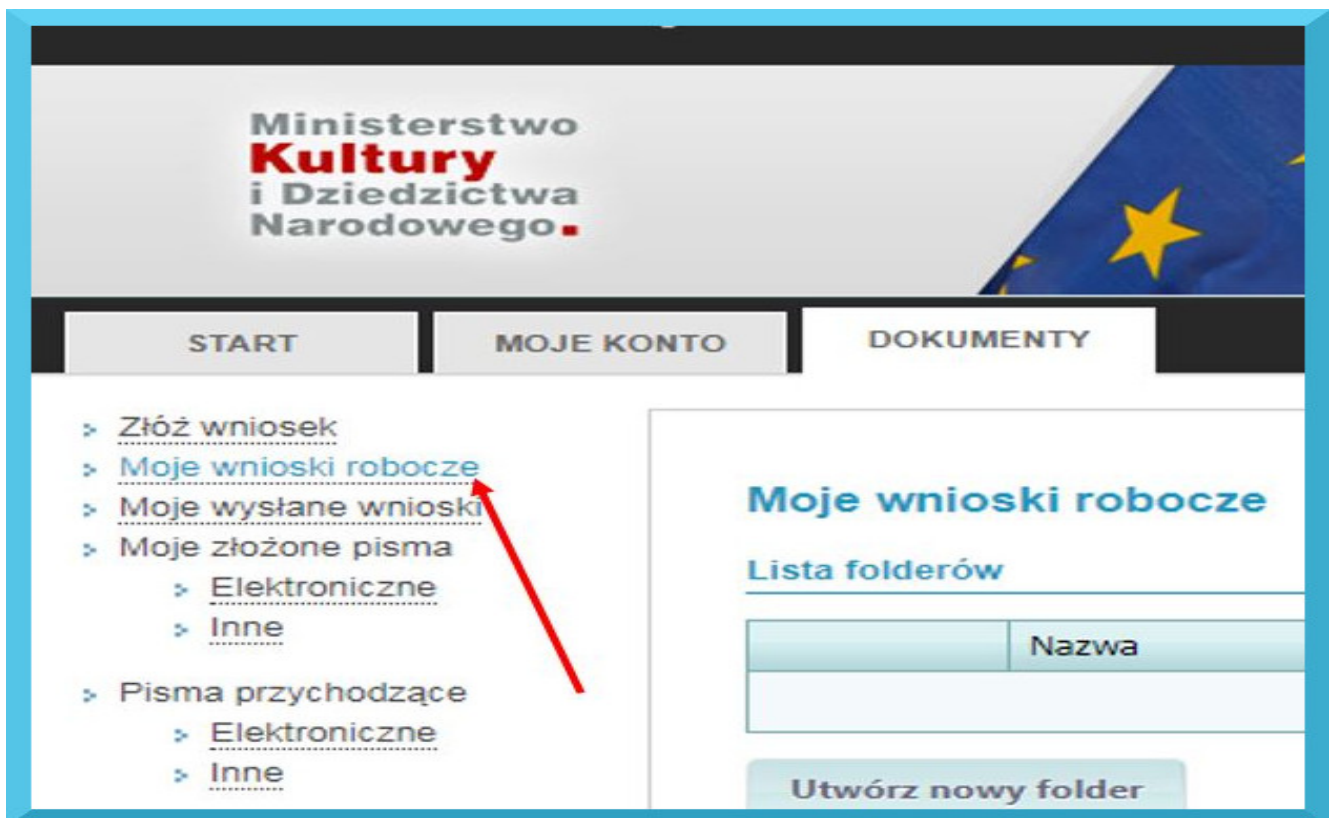 Ministerstwo
Kultury
i Dziedzictwa
Narodowego.
START
MOJE KONTO
DOKUMENTY
Złóż wniosek
Moje wnioski robocze
Moje wysłane wnioski
Moje złożone pisma
Elektroniczne
Inne
Pisma przychodzące
Elektroniczne
Inne
Moje wnioski robocze
Lista folderów
Nazwa
Utwórz nowy folder